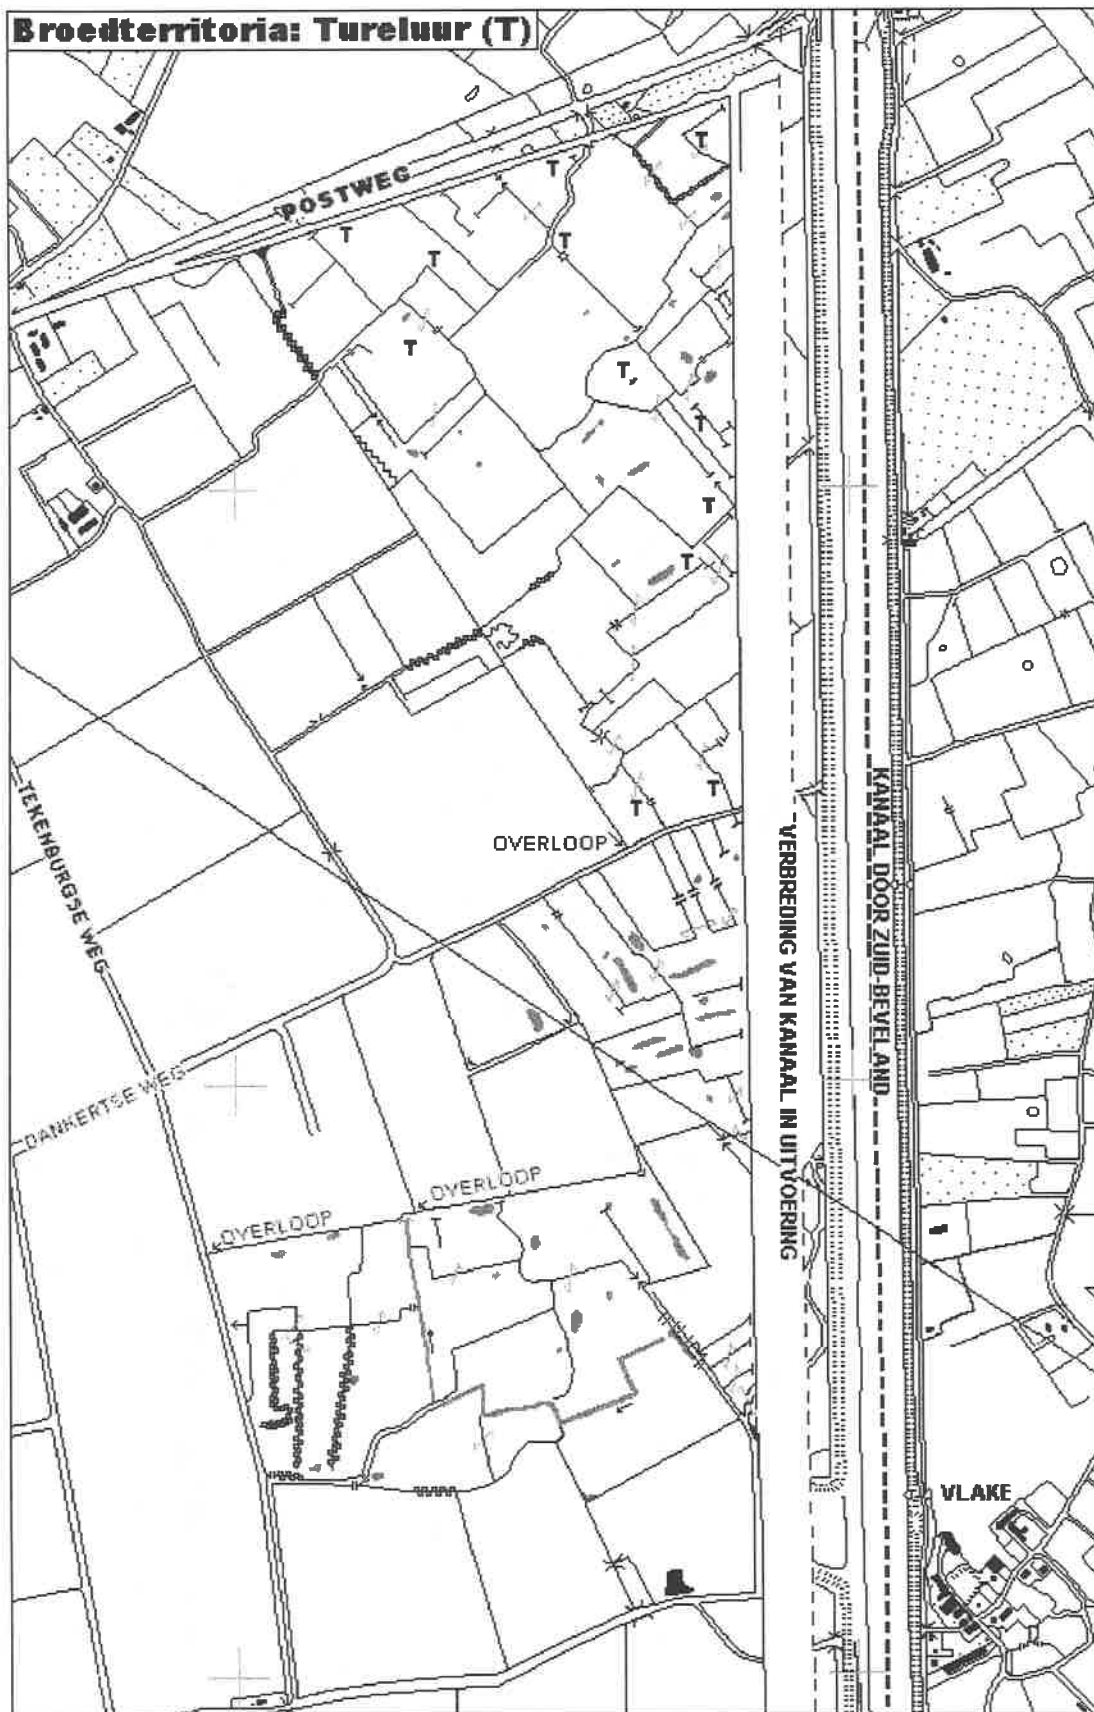 Broedterritoria: Tureluur (T)
POSTWEG
T
T
T
T
T
T
T
T
T,
T
T
T
T
T
OVERLOOP
TEKENBURGSE WEG
KANAAL DOOR ZUID-BEVELAND
VERBREDING VAN KANAAL IN UITVOERING
DANKERTSE WEG
OVERLOOP
OVERLOOP
T
VLAKE